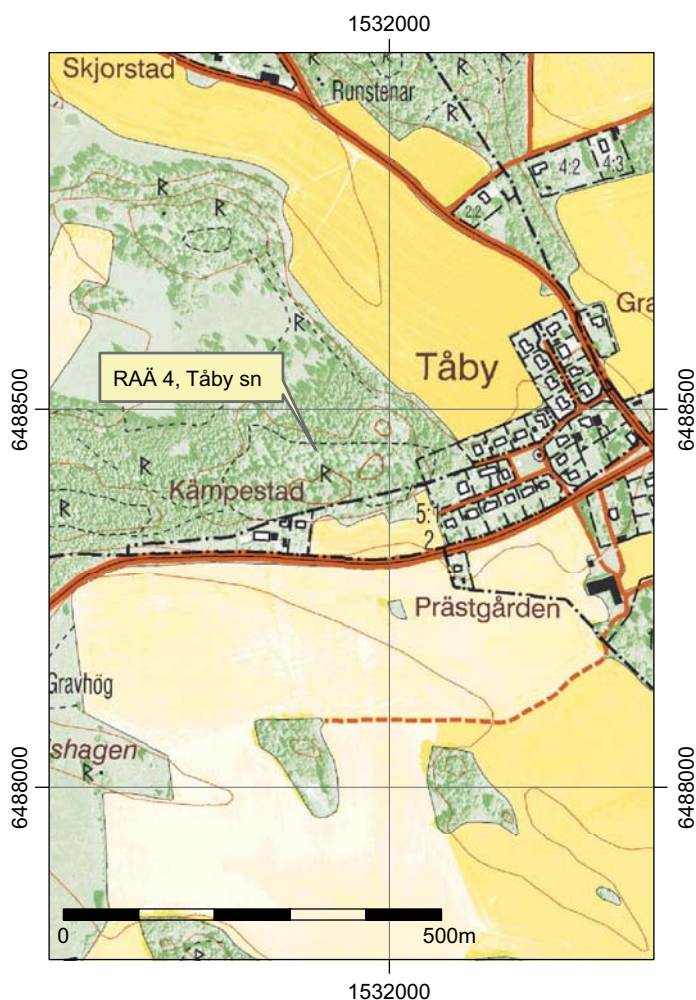 1532000
Skjorstad
R
Runstenar
R
R
4:2
4:3
R
R
2:2
R
Gra
R
Tåby
RAÄ 4, Tåby sn
6488500
6488500
R
R
Kämpestad
R
5:1
2
Prästgården
Gravhög
shagen
R
6488000
6488000
0
500m
R
1532000